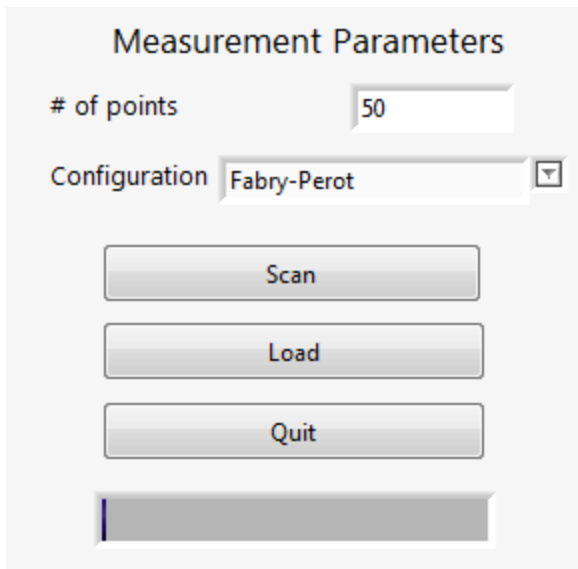 Measurement Parameters
# of points 50
Configuration Fabry-Perot
Scan
Load
Quit